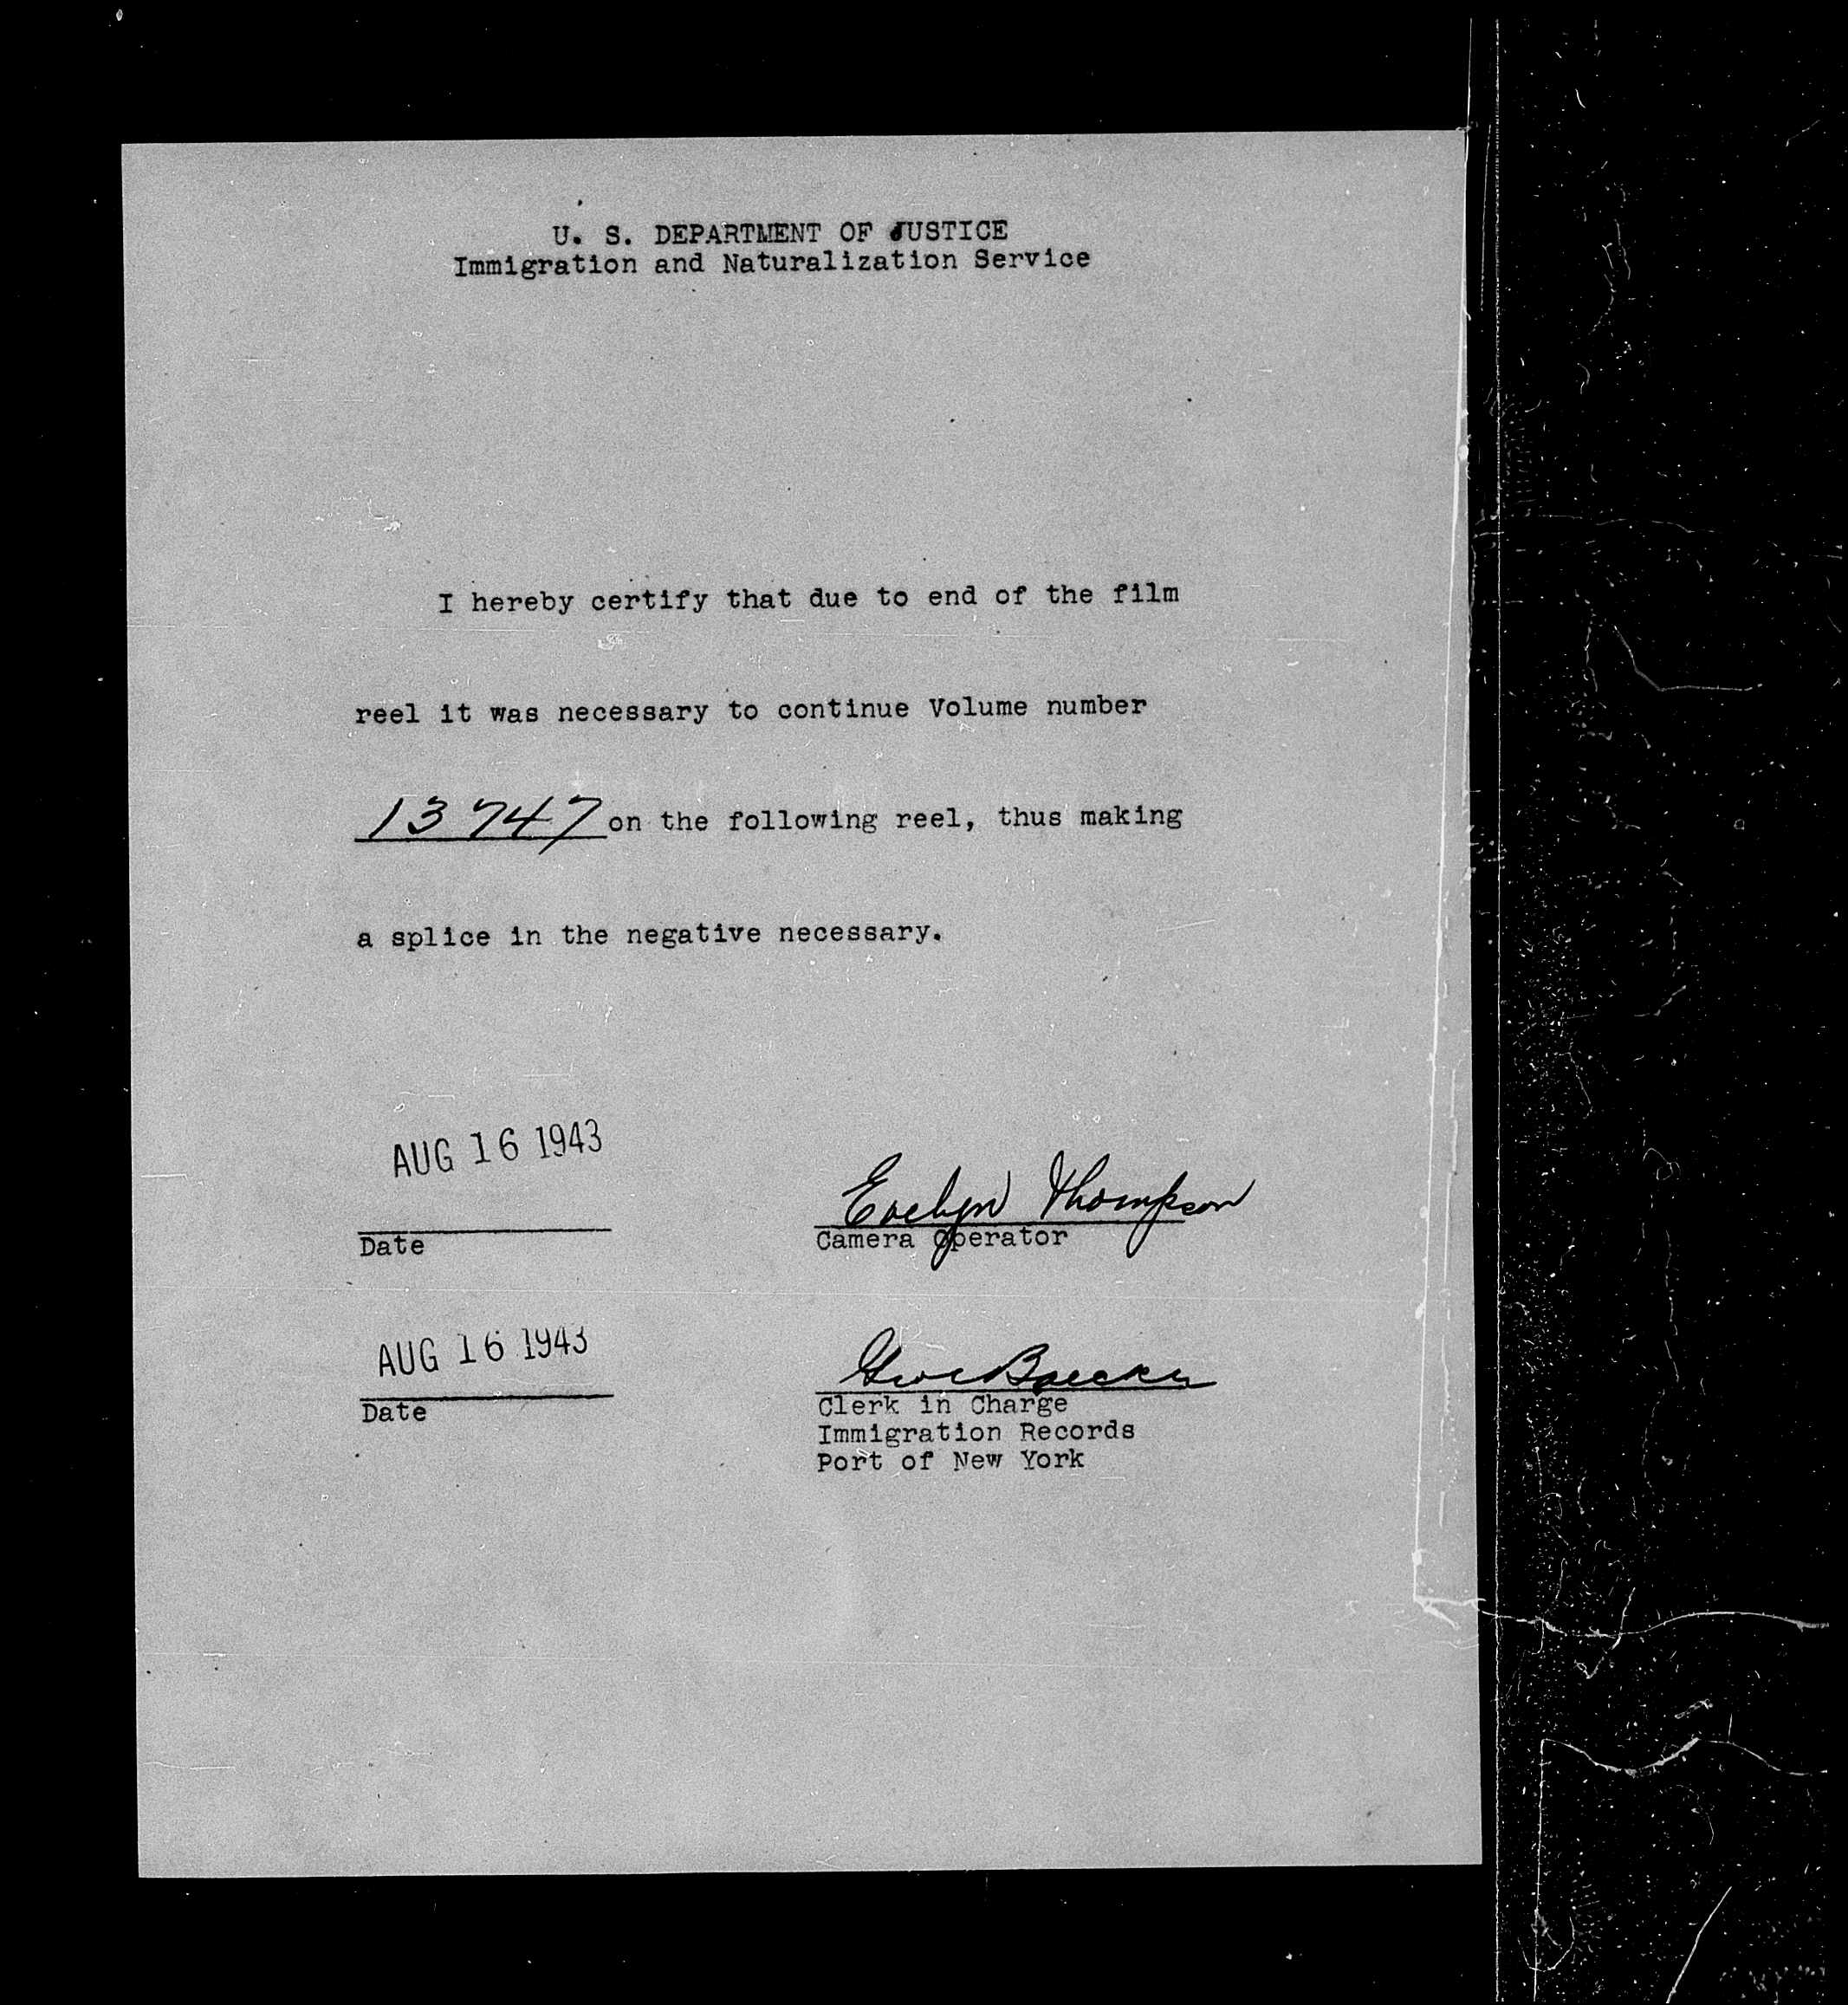 U. S. DEPARTMENT OF JUSTICE
Immigration and Naturalization Service
I hereby certify that due to end of the film
reel it was necessary to continue Volume number
13747 on the following reel, thus making
a splice in the negative necessary.
AUG 16 1943
Evelyn Thompson
Date
Camera Operator
AUG 16 1943
Date
Clerk in Charge
Immigration Records
Port of New York